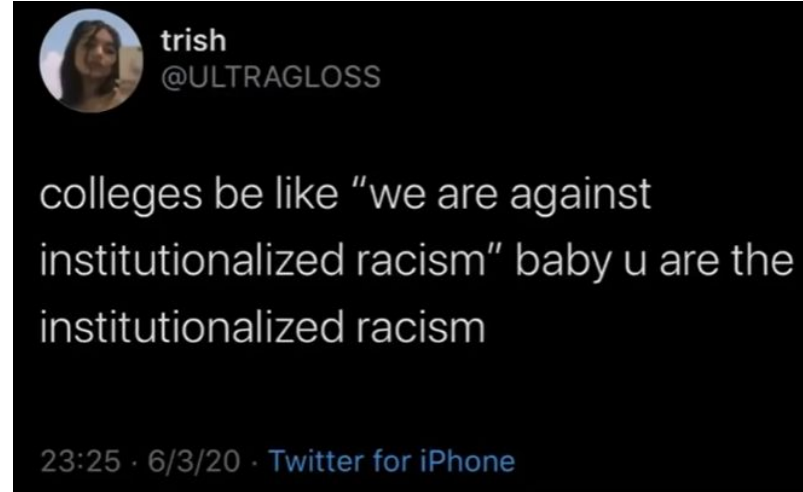 trish
@ULTRAGLOSS
colleges be like “we are against
institutionalized racism” baby u are the
institutionalized racism
23:25 · 6/3/20 · Twitter for iPhone